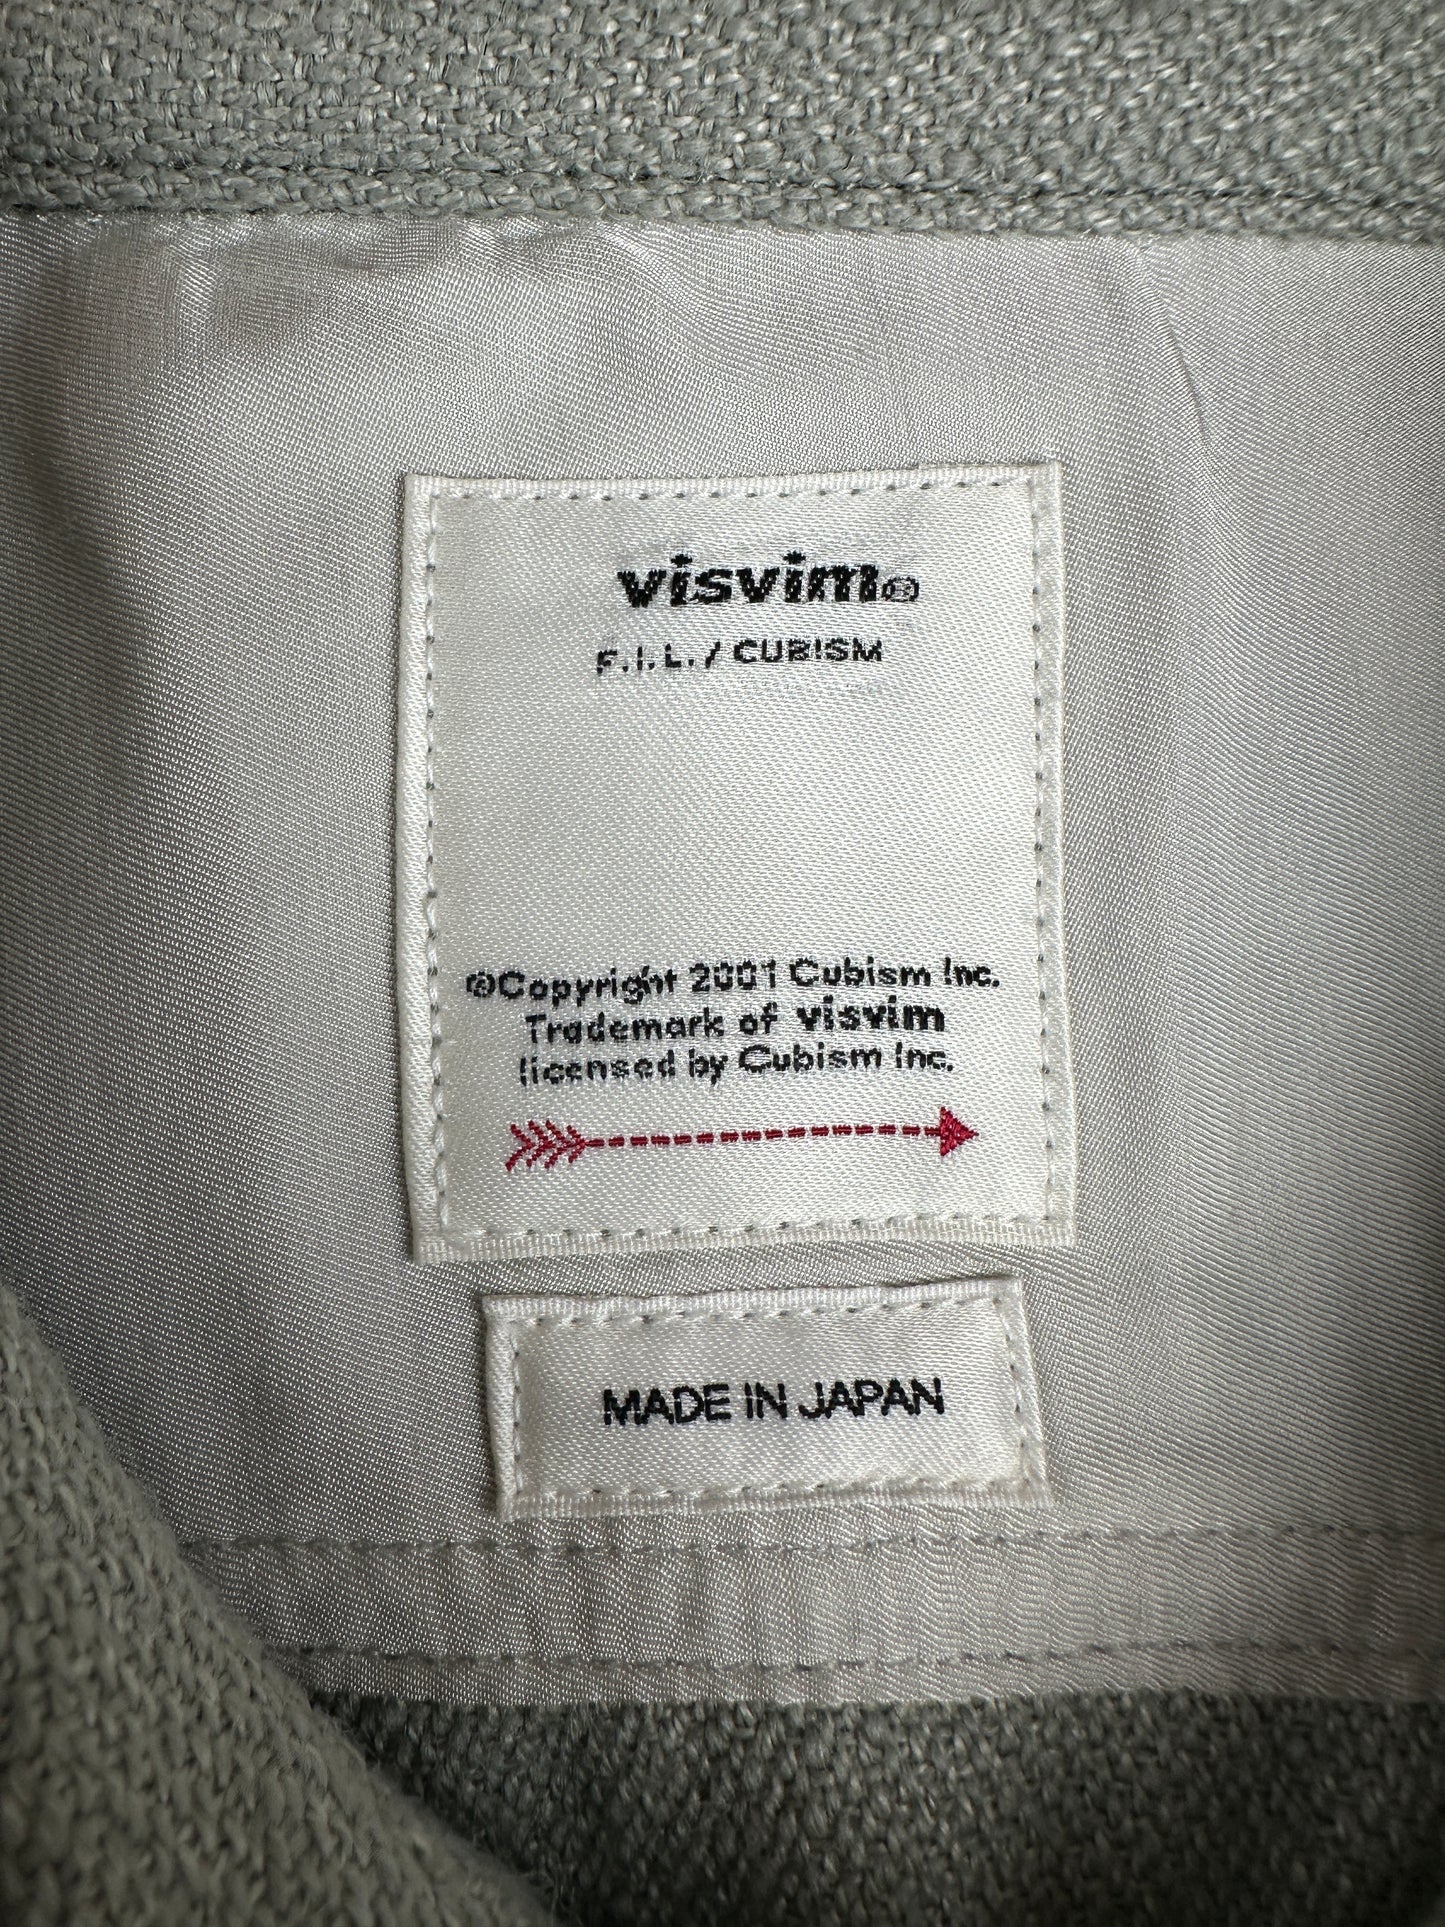 visvim®
F.I.L. / CUBISM
©Copyright 2001 Cubism Inc.
Trademark of visvim
licensed by Cubism Inc.
MADE IN JAPAN